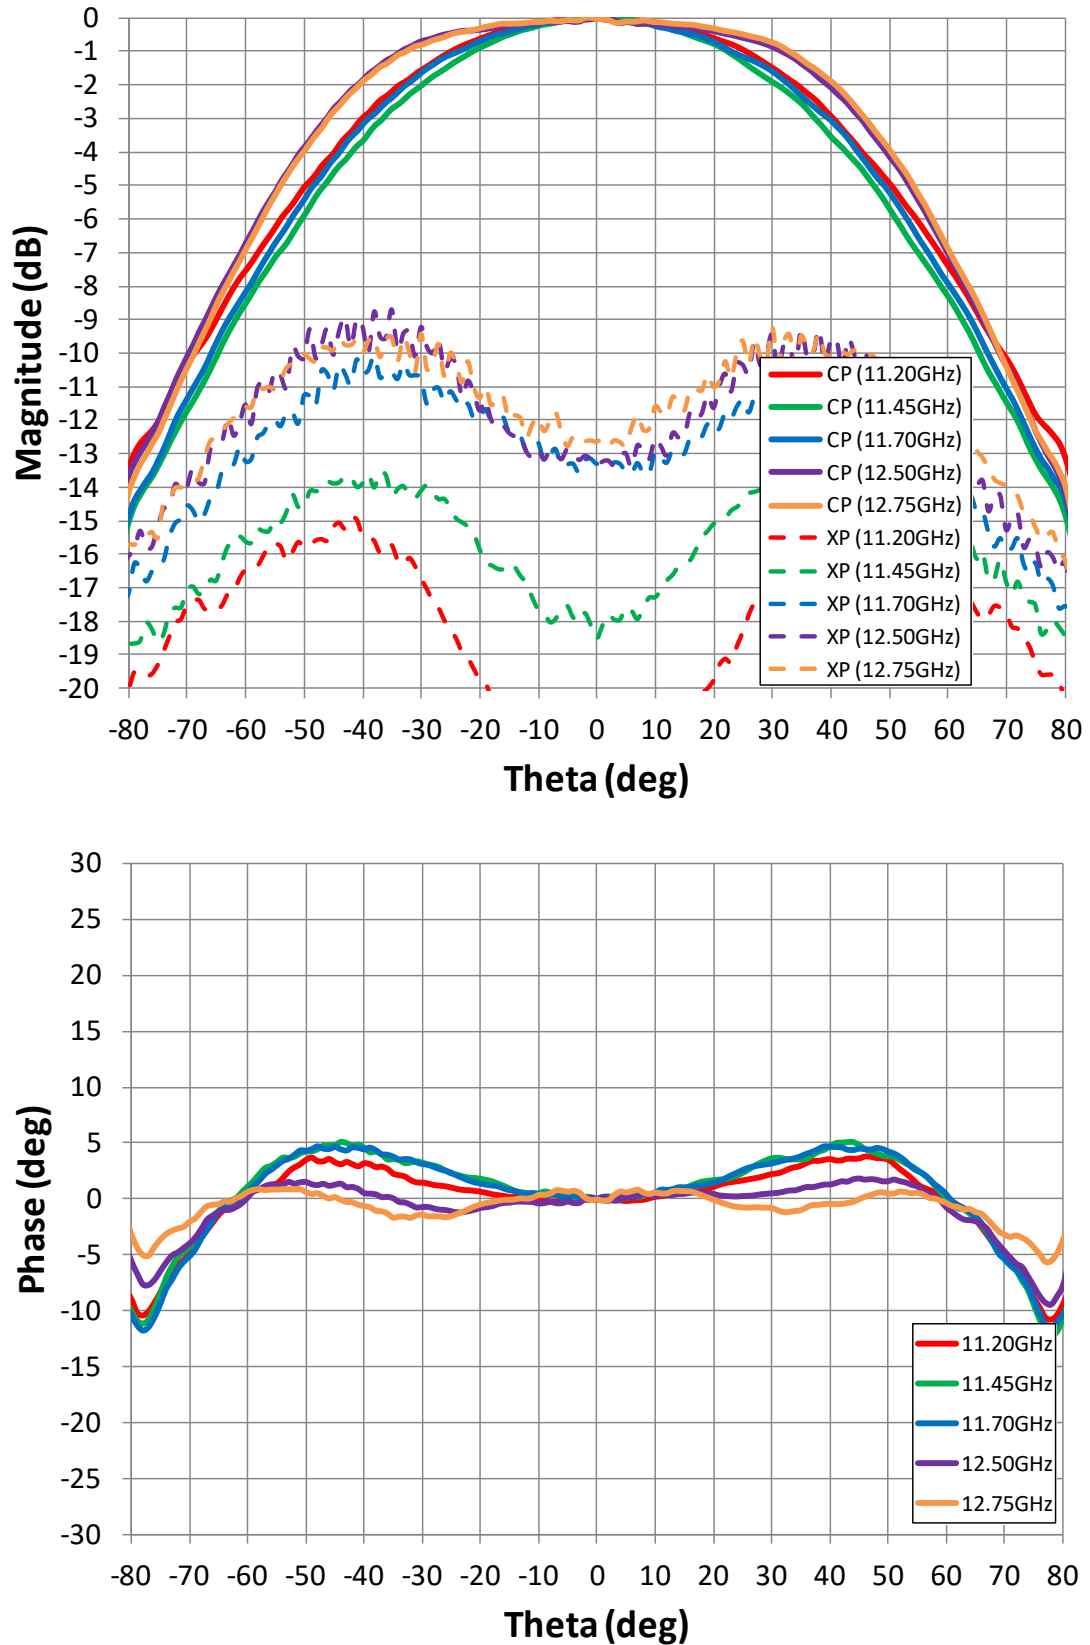 0
-1
-2
-3
-4
-5
-6
-7
-8
-9
-10
-11
-12
-13
-14
-15
-16
-17
-18
-19
-20
Magnitude (dB)
CP (11.20GHz)
CP (11.45GHz)
CP (11.70GHz)
CP (12.50GHz)
CP (12.75GHz)
XP (11.20GHz)
XP (11.45GHz)
XP (11.70GHz)
XP (12.50GHz)
XP (12.75GHz)
-80 -70 -60 -50 -40 -30 -20 -10 0 10 20 30 40 50 60 70 80
Theta (deg)
30
25
20
15
10
5
0
-5
-10
-15
-20
-25
-30
Phase (deg)
11.20GHz
11.45GHz
11.70GHz
12.50GHz
12.75GHz
-80 -70 -60 -50 -40 -30 -20 -10 0 10 20 30 40 50 60 70 80
Theta (deg)